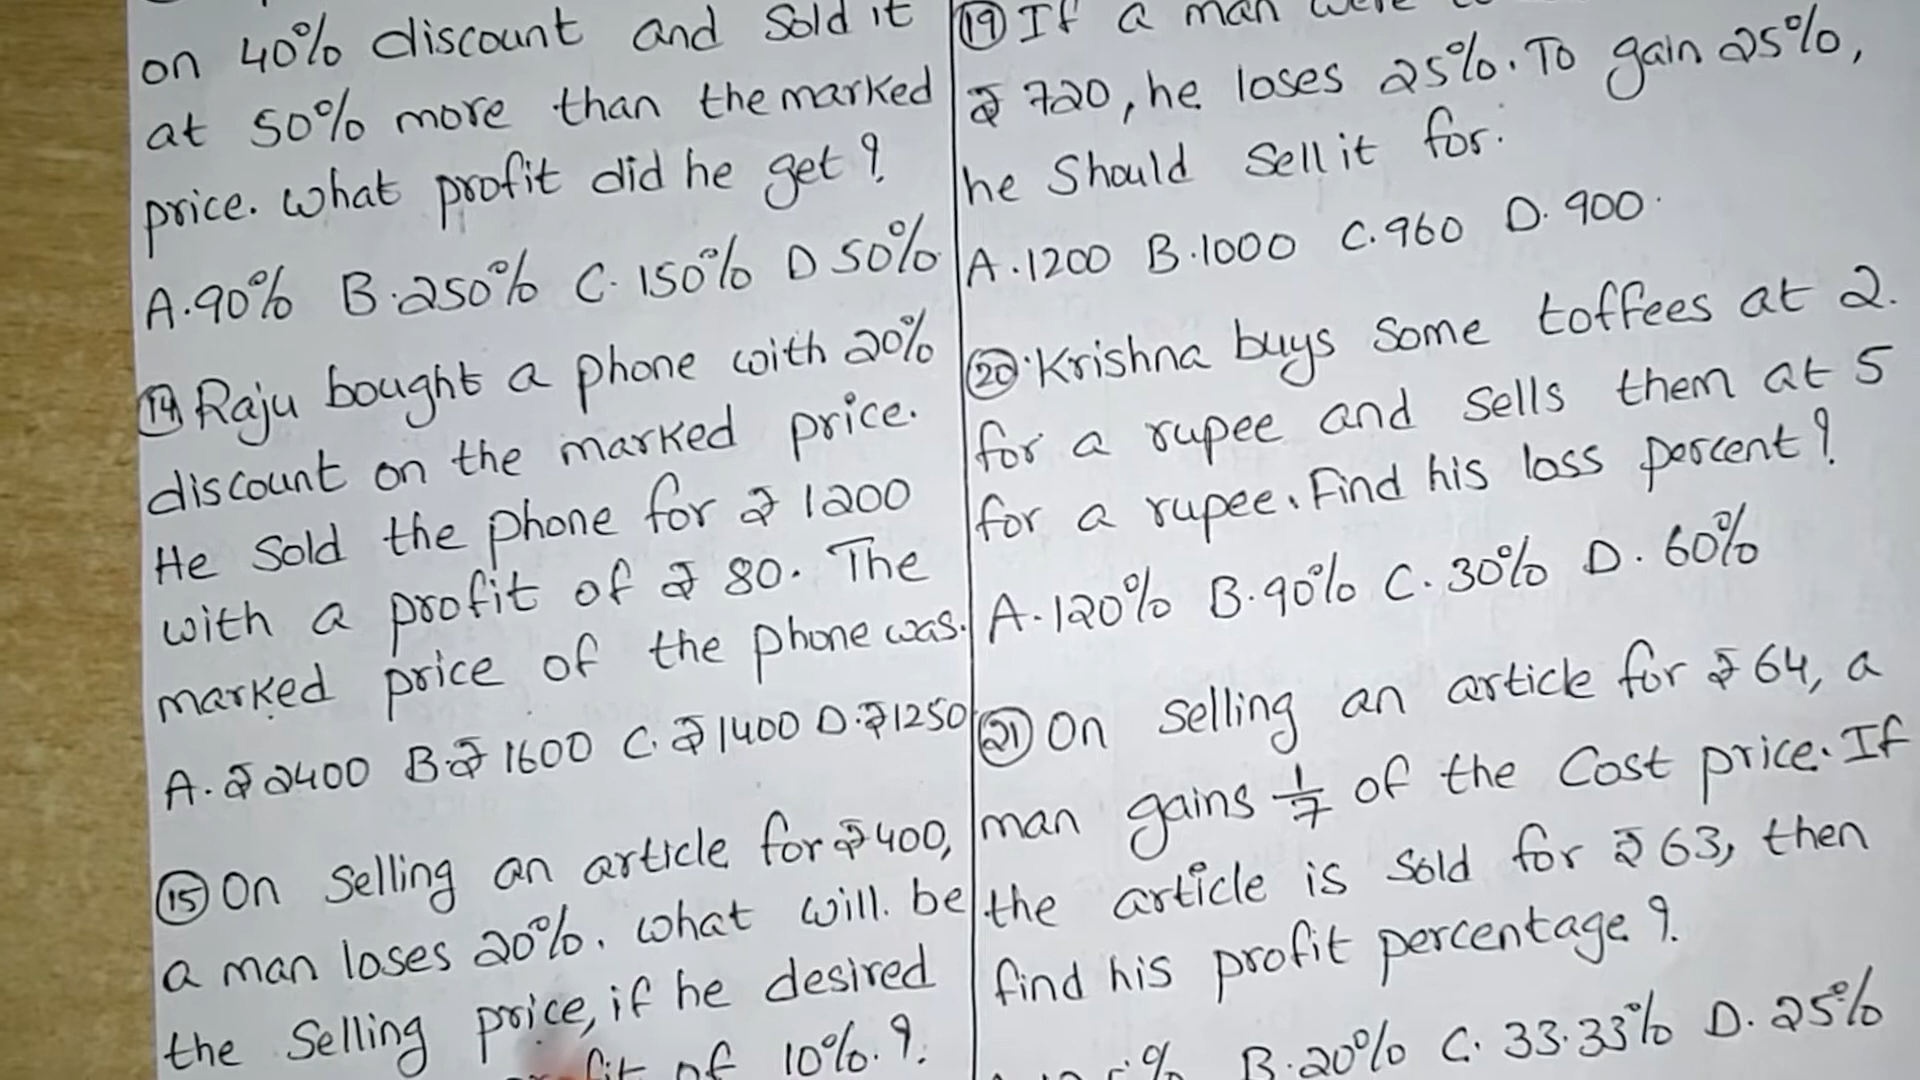 on 40% discount and sold it
at 50% more than the marked
price. What profit did he get?
A. 90% B. 250% C. 150% D 50%
(14) Raju bought a phone with 20%
discount on the marked price.
He sold the phone for ₹ 1200
with a profit of ₹ 80. The
marked price of the phone was.
A. ₹ 2400 B. ₹ 1600 C. ₹ 1400 D. ₹1250
(15) On selling an article for ₹400,
a man loses 20%. What will be
the selling price, if he desired
of 10%.?
(19) If a man
₹ 720, he loses 25%. To gain 25%,
he should sell it for.
A. 1200 B. 1000 C. 960 D. 900.
(20). Krishna buys some toffees at 2.
for a rupee and sells them at 5
for a rupee. Find his loss percent?
A. 120% B. 90% C. 30% D. 60%
(21) On selling an article for ₹ 64, a
man gains 1/7 of the cost price. If
the article is sold for ₹ 63, then
find his profit percentage?.
B. 20% C. 33.33% D. 25%